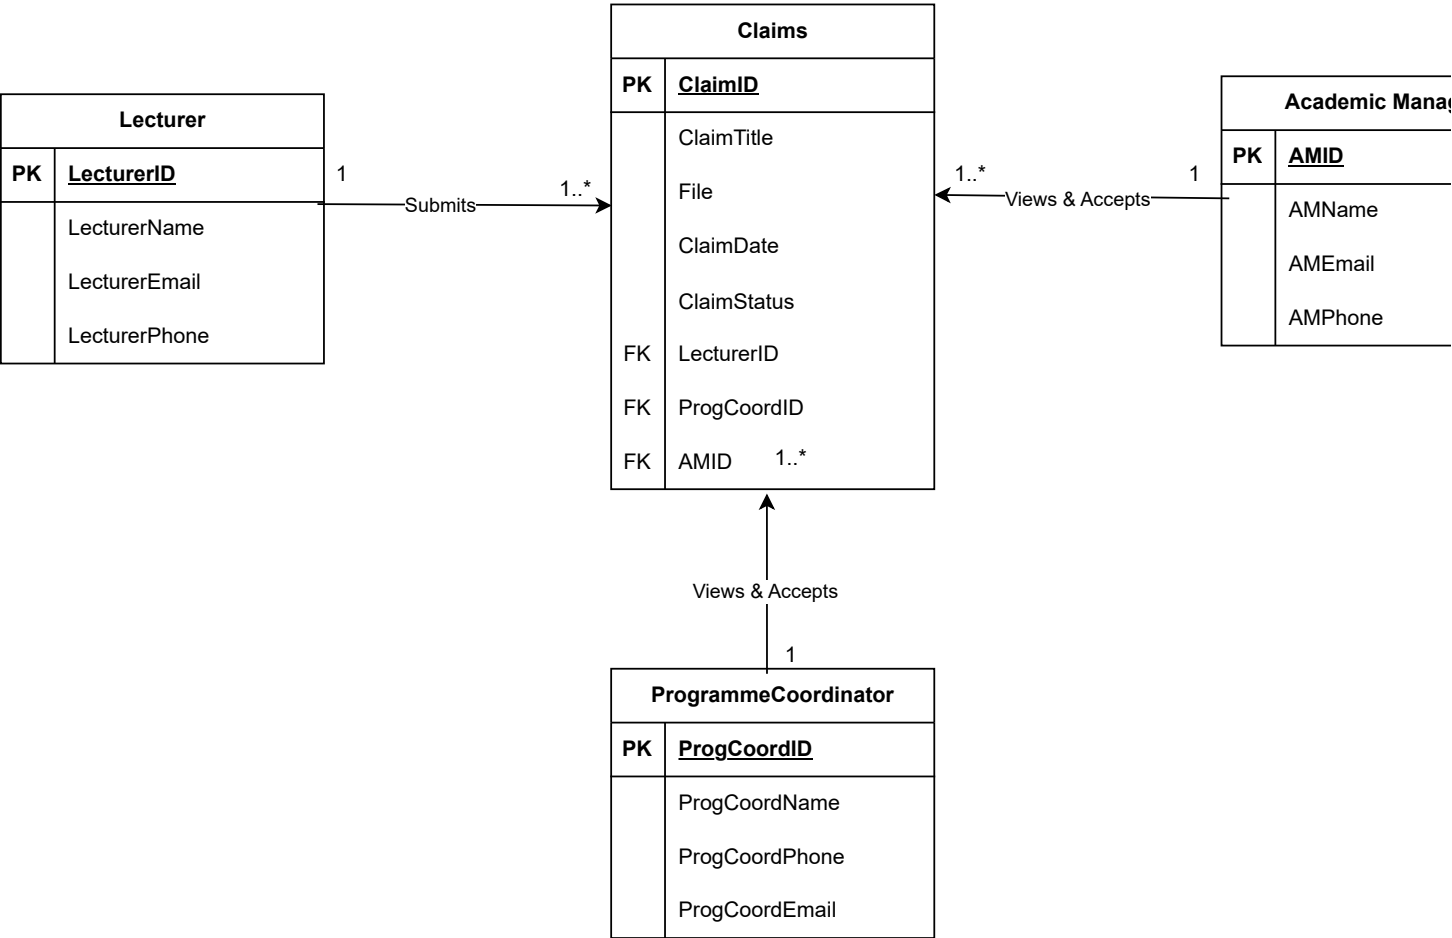 Claims
PK ClaimID
ClaimTitle
File
ClaimDate
ClaimStatus
FK LecturerID
FK ProgCoordID
FK AMID
1..*
Lecturer
PK LecturerID
LecturerName
LecturerEmail
LecturerPhone
1
Submits
1..*
1..*
Views & Accepts
1
Academic Manag
PK AMID
AMName
AMEmail
AMPhone
Views & Accepts
1
ProgrammeCoordinator
PK ProgCoordID
ProgCoordName
ProgCoordPhone
ProgCoordEmail